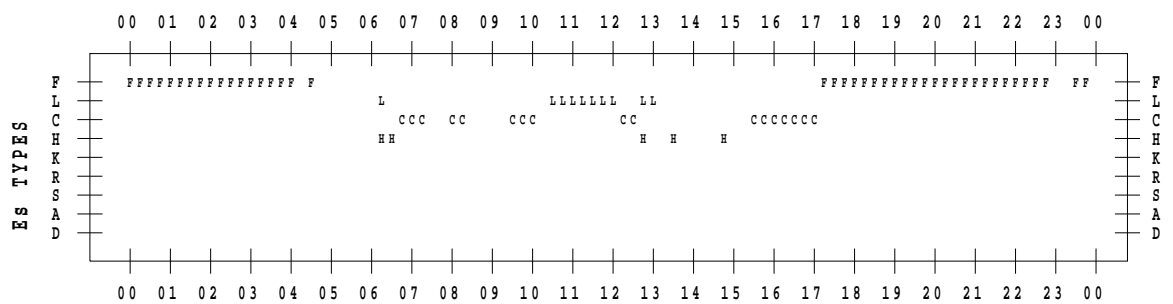 00 01 02 03 04 05 06 07 08 09 10 11 12 13 14 15 16 17 18 19 20 21 22 23 00
F FFFFFFFFFFFFFFFFF F FFFFFFFFFFFFFFFFFFFFFFF FF F
L L LLLLLLL LL L
C CCC CC CCC CC CCCCCCC C
H HH H H H H
K K
R R
S S
A A
D D
Es TYPES
00 01 02 03 04 05 06 07 08 09 10 11 12 13 14 15 16 17 18 19 20 21 22 23 00